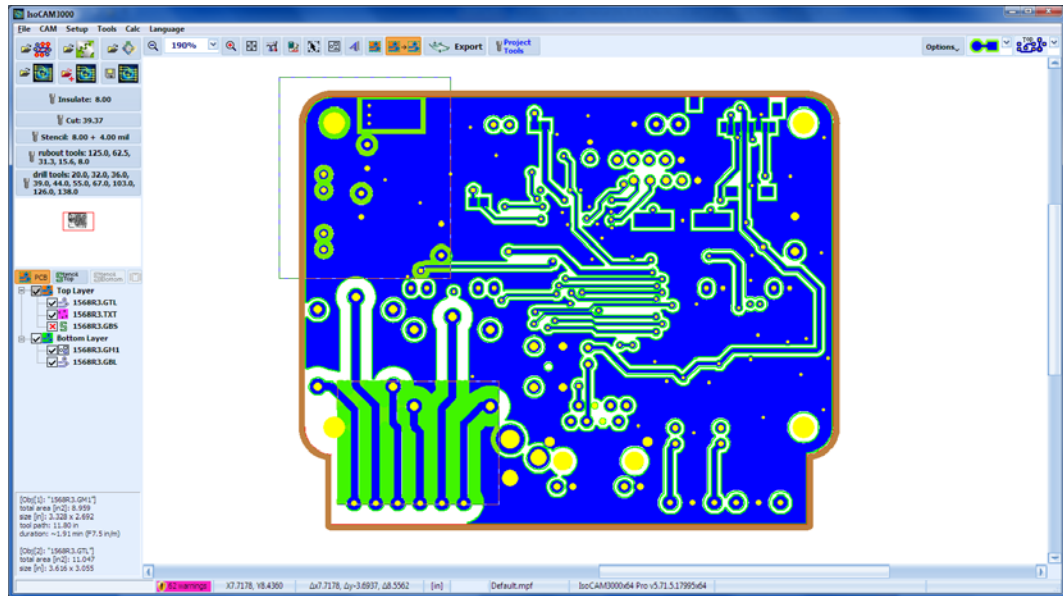 IsoCAM3000
File CAM Setup Tools Calc Language
190% Export Project Tools Options TOP
Insulate: 8.00
Cut: 39.37
Stencil: 8.00 + 4.00 mil
rubout tools: 125.0, 62.5,
31.3, 15.6, 8.0
drill tools: 20.0, 32.0, 36.0,
39.0, 44.0, 55.0, 67.0, 103.0,
126.0, 138.0
PCB Stencil Top Stencil Bottom
Top Layer
1568R3.GTL
1568R3.TXT
1568R3.GBS
Bottom Layer
1568R3.GM1
1568R3.GBL
[Obj[1]: "1568R3.GM1"]
total area [in2]: 8.959
size [in]: 3.328 x 2.692
tool path: 11.80 in
duration: ~1.91 min (F7.5 in/m)
[Obj[2]: "1568R3.GTL"]
total area [in2]: 11.047
size [in]: 3.616 x 3.055
62 warnings X7.7178, Y8.4360 Δx7.7178, Δy-3.6937, Δ8.5562 [in] Default.mpf IsoCAM3000x64 Pro v5.71.5.17995x64